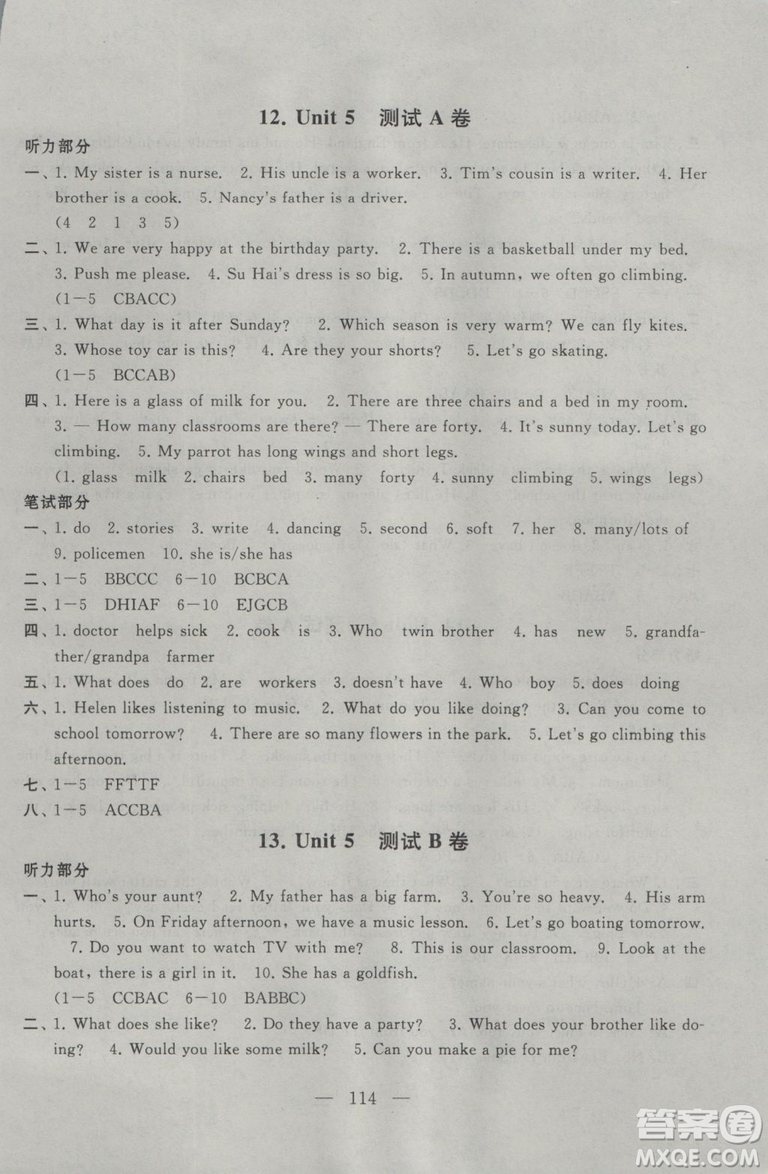 12. Unit 5 测试 A 卷
听力部分
一、1. My sister is a nurse. 2. His uncle is a worker. 3. Tim's cousin is a writer. 4. Her
brother is a cook. 5. Nancy's father is a driver.
(4 2 1 3 5)
二、1. We are very happy at the birthday party. 2. There is a basketball under my bed.
3. Push me please. 4. Su Hai's dress is so big. 5. In autumn, we often go climbing.
(1－5 CBACC)
三、1. What day is it after Sunday? 2. Which season is very warm? We can fly kites.
3. Whose toy car is this? 4. Are they your shorts? 5. Let's go skating.
(1－5 BCCAB)
四、1. Here is a glass of milk for you. 2. There are three chairs and a bed in my room.
3. — How many classrooms are there? — There are forty. 4. It's sunny today. Let's go
climbing. 5. My parrot has long wings and short legs.
(1. glass milk 2. chairs bed 3. many forty 4. sunny climbing 5. wings legs)
笔试部分
一、1. do 2. stories 3. write 4. dancing 5. second 6. soft 7. her 8. many/lots of
9. policemen 10. she is/she has
二、1－5 BBCCC 6－10 BCBCA
三、1－5 DHIAF 6－10 EJGCB
四、1. doctor helps sick 2. cook is 3. Who twin brother 4. has new 5. grandfa-
ther/grandpa farmer
五、1. What does do 2. are workers 3. doesn't have 4. Who boy 5. does doing
六、1. Helen likes listening to music. 2. What do you like doing? 3. Can you come to
school tomorrow? 4. There are so many flowers in the park. 5. Let's go climbing this
afternoon.
七、1－5 FFTTF
八、1－5 ACCBA
13. Unit 5 测试 B 卷
听力部分
一、1. Who's your aunt? 2. My father has a big farm. 3. You're so heavy. 4. His arm
hurts. 5. On Friday afternoon, we have a music lesson. 6. Let's go boating tomorrow.
7. Do you want to watch TV with me? 8. This is our classroom. 9. Look at the
boat, there is a girl in it. 10. She has a goldfish.
(1－5 CCBAC 6－10 BABBC)
二、1. What does she like? 2. Do they have a party? 3. What does your brother like do-
ing? 4. Would you like some milk? 5. Can you make a pie for me?
— 114 —
答案圈
MXQE.COM